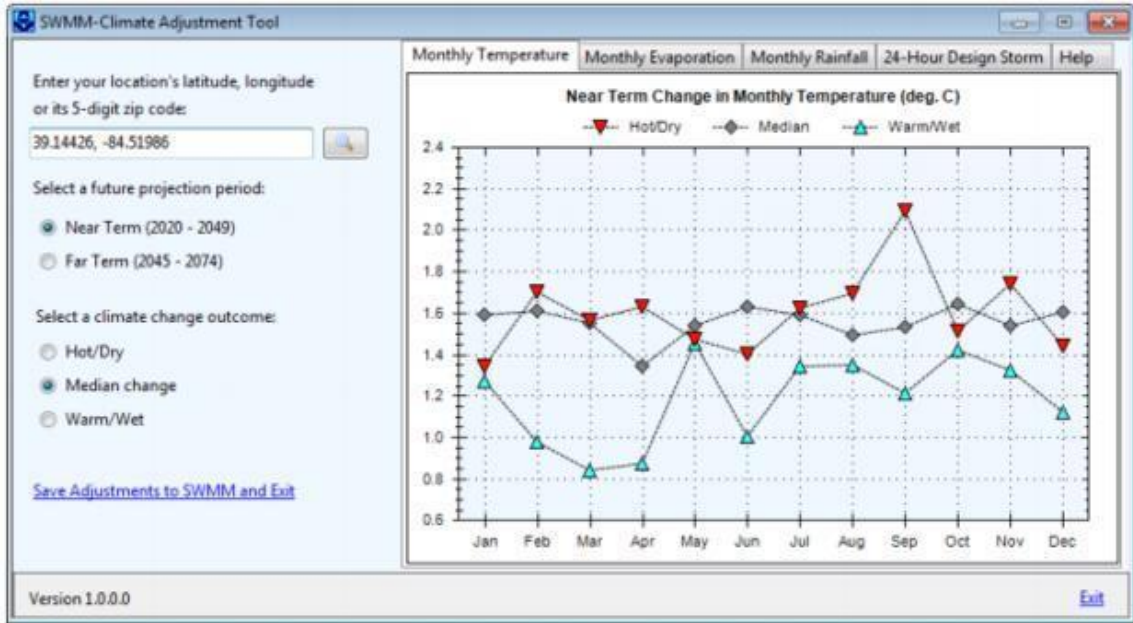 SWMM-Climate Adjustment Tool
Enter your location's latitude, longitude
or its 5-digit zip code:
39.14426, -84.51986
Select a future projection period:
Near Term (2020 - 2049)
Far Term (2045 - 2074)
Select a climate change outcome:
Hot/Dry
Median change
Warm/Wet
Save Adjustments to SWMM and Exit
Monthly Temperature Monthly Evaporation Monthly Rainfall 24-Hour Design Storm Help
Near Term Change in Monthly Temperature (deg. C)
Hot/Dry Median Warm/Wet
2.4
2.2
2.0
1.8
1.6
1.4
1.2
1.0
0.8
0.6
Jan Feb Mar Apr May Jun Jul Aug Sep Oct Nov Dec
Version 1.0.0.0
Exit